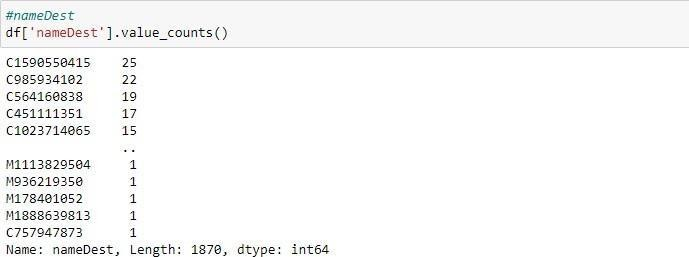 #nameDest
df['nameDest'].value_counts()
C1590550415    25
C985934102     22
C564160838     19
C451111351     17
C1023714065    15
               ..
M1113829504     1
M936219350      1
M178401052      1
M1888639813     1
C757947873      1
Name: nameDest, Length: 1870, dtype: int64